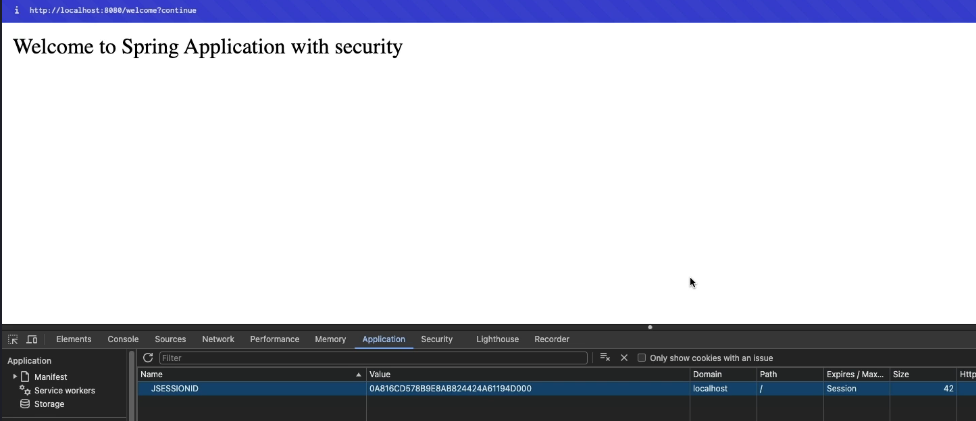 i http://localhost:8080/welcome?continue
Welcome to Spring Application with security
Elements Console Sources Network Performance Memory Application Security Lighthouse Recorder
Application
Filter
Only show cookies with an issue
Name Value Domain Path Expires / Max... Size Http
Manifest
JSESSIONID 0A816CD578B9E8AB824424A61194D000 localhost / Session 42
Service workers
Storage